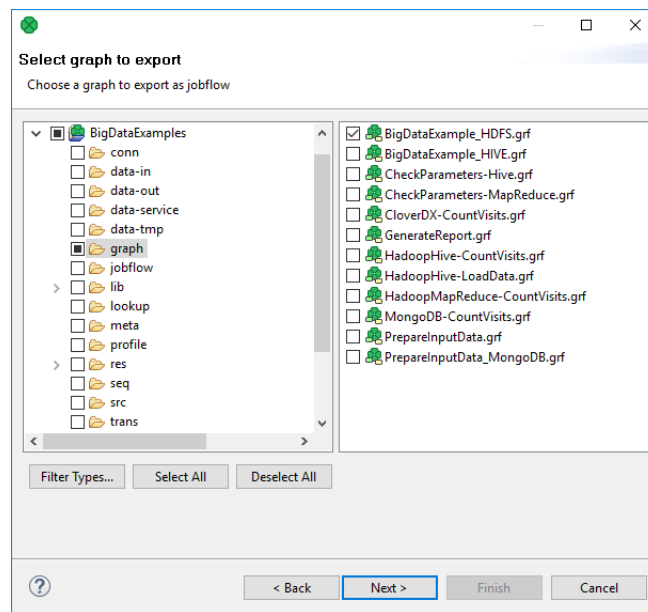 Select graph to export
Choose a graph to export as jobflow
BigDataExamples
conn
data-in
data-out
data-service
data-tmp
graph
jobflow
lib
lookup
meta
profile
res
seq
src
trans
BigDataExample_HDFS.grf
BigDataExample_HIVE.grf
CheckParameters-Hive.grf
CheckParameters-MapReduce.grf
CloverDX-CountVisits.grf
GenerateReport.grf
HadoopHive-CountVisits.grf
HadoopHive-LoadData.grf
HadoopMapReduce-CountVisits.grf
MongoDB-CountVisits.grf
PrepareInputData.grf
PrepareInputData_MongoDB.grf
Filter Types...
Select All
Deselect All
?
< Back
Next >
Finish
Cancel